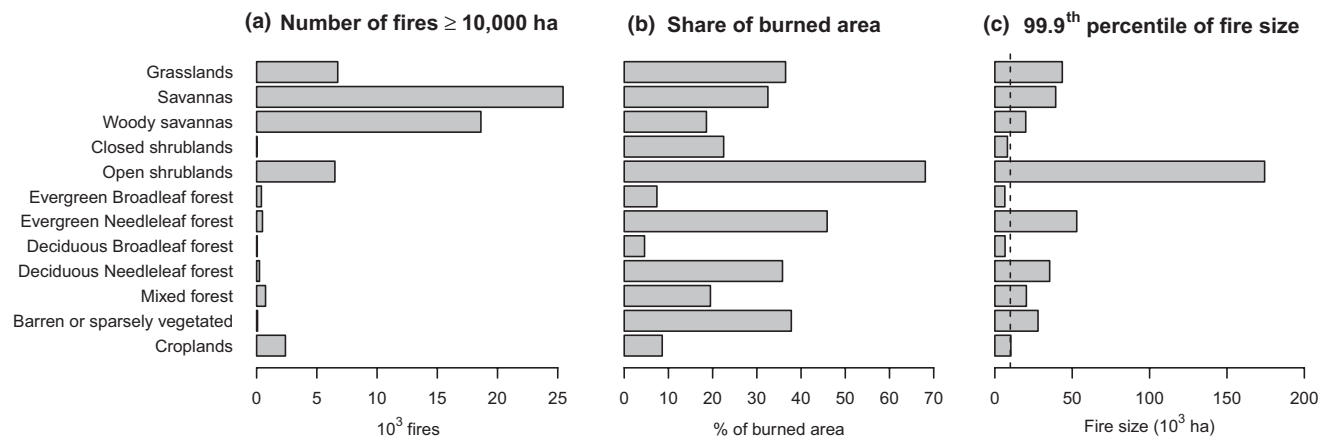 (a) Number of fires ≥ 10,000 ha
(b) Share of burned area
(c) 99.9th percentile of fire size
Grasslands
Savannas
Woody savannas
Closed shrublands
Open shrublands
Evergreen Broadleaf forest
Evergreen Needleleaf forest
Deciduous Broadleaf forest
Deciduous Needleleaf forest
Mixed forest
Barren or sparsely vegetated
Croplands
0 5 10 15 20 25
10³ fires
0 10 20 30 40 50 60 70
% of burned area
0 50 100 150 200
Fire size (10³ ha)